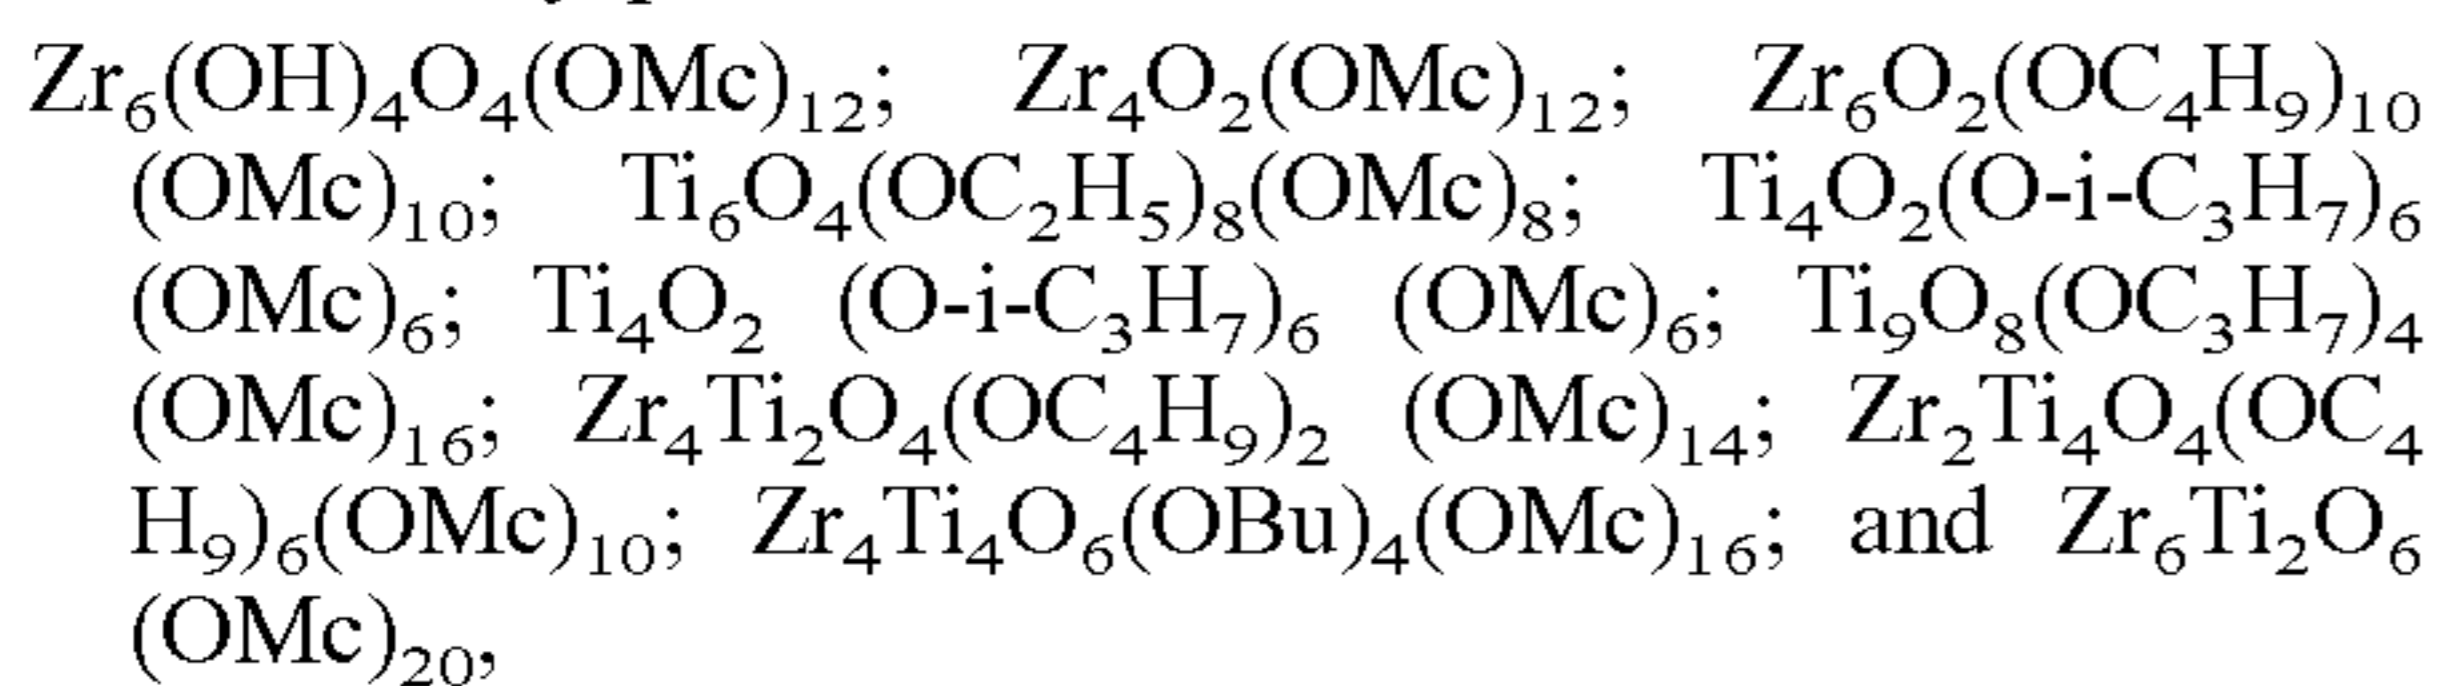 Zr₆(OH)₄O₄(OMc)₁₂; Zr₄O₂(OMc)₁₂; Zr₆O₂(OC₄H₉)₁₀
(OMc)₁₀; Ti₆O₄(OC₂H₅)₈(OMc)₈; Ti₄O₂(O-i-C₃H₇)₆
(OMc)₆; Ti₄O₂ (O-i-C₃H₇)₆ (OMc)₆; Ti₉O₈(OC₃H₇)₄
(OMc)₁₆; Zr₄Ti₂O₄(OC₄H₉)₂ (OMc)₁₄; Zr₂Ti₄O₄(OC₄
H₉)₆(OMc)₁₀; Zr₄Ti₄O₆(OBu)₄(OMc)₁₆; and Zr₆Ti₂O₆
(OMc)₂₀,